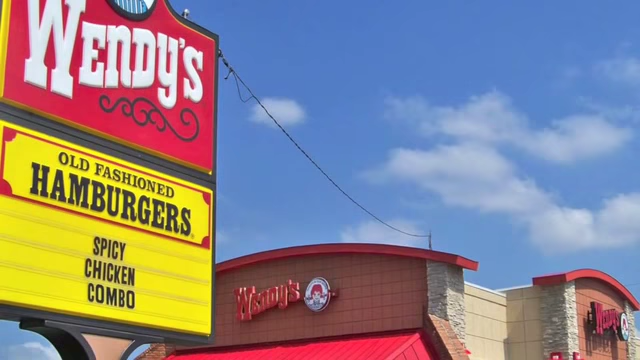 WENDY'S
OLD FASHIONED
HAMBURGERS
SPICY
CHICKEN
COMBO
WENDY'S
WENDY'S